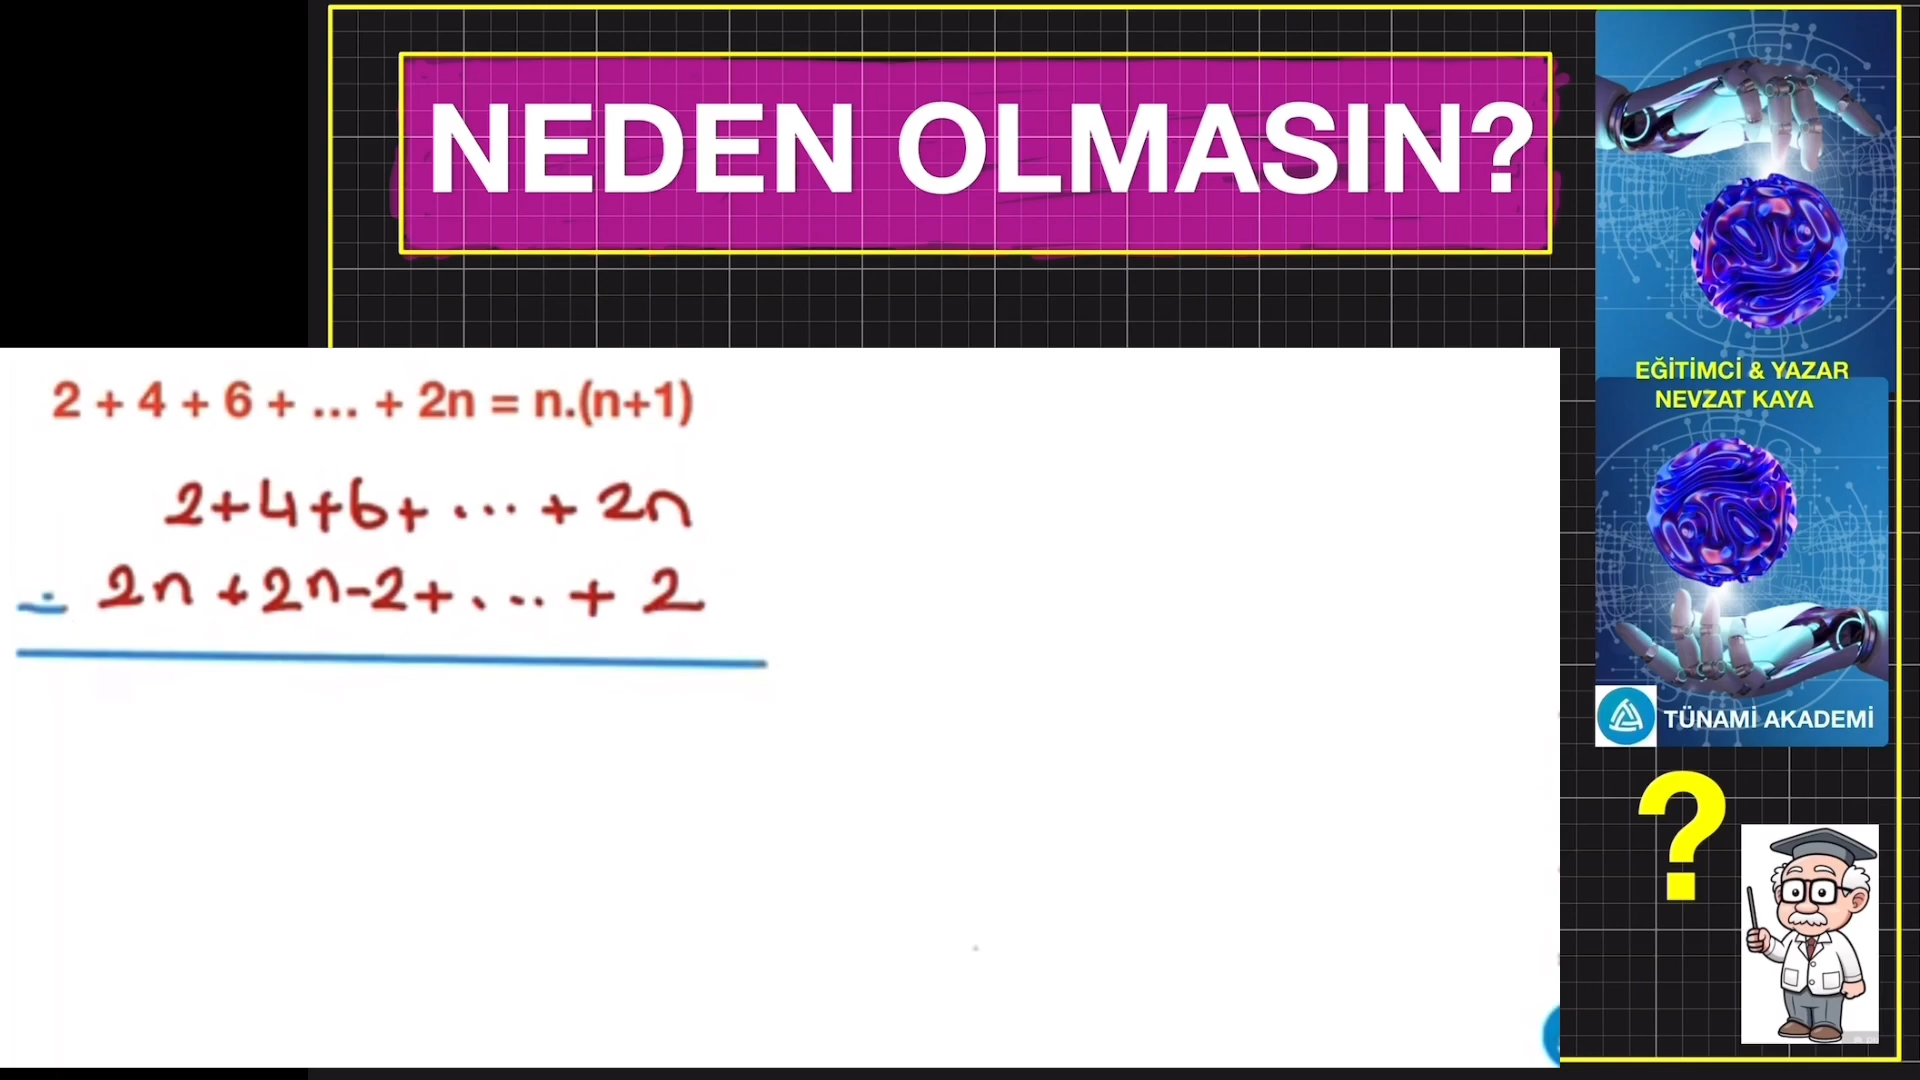 NEDEN OLMASIN?
2 + 4 + 6 + ... + 2n = n.(n+1)
2+4+6+ ... + 2n
2n + 2n-2+ ... + 2
EĞİTİMCİ & YAZAR
NEVZAT KAYA
TÜNAMİ AKADEMİ
?